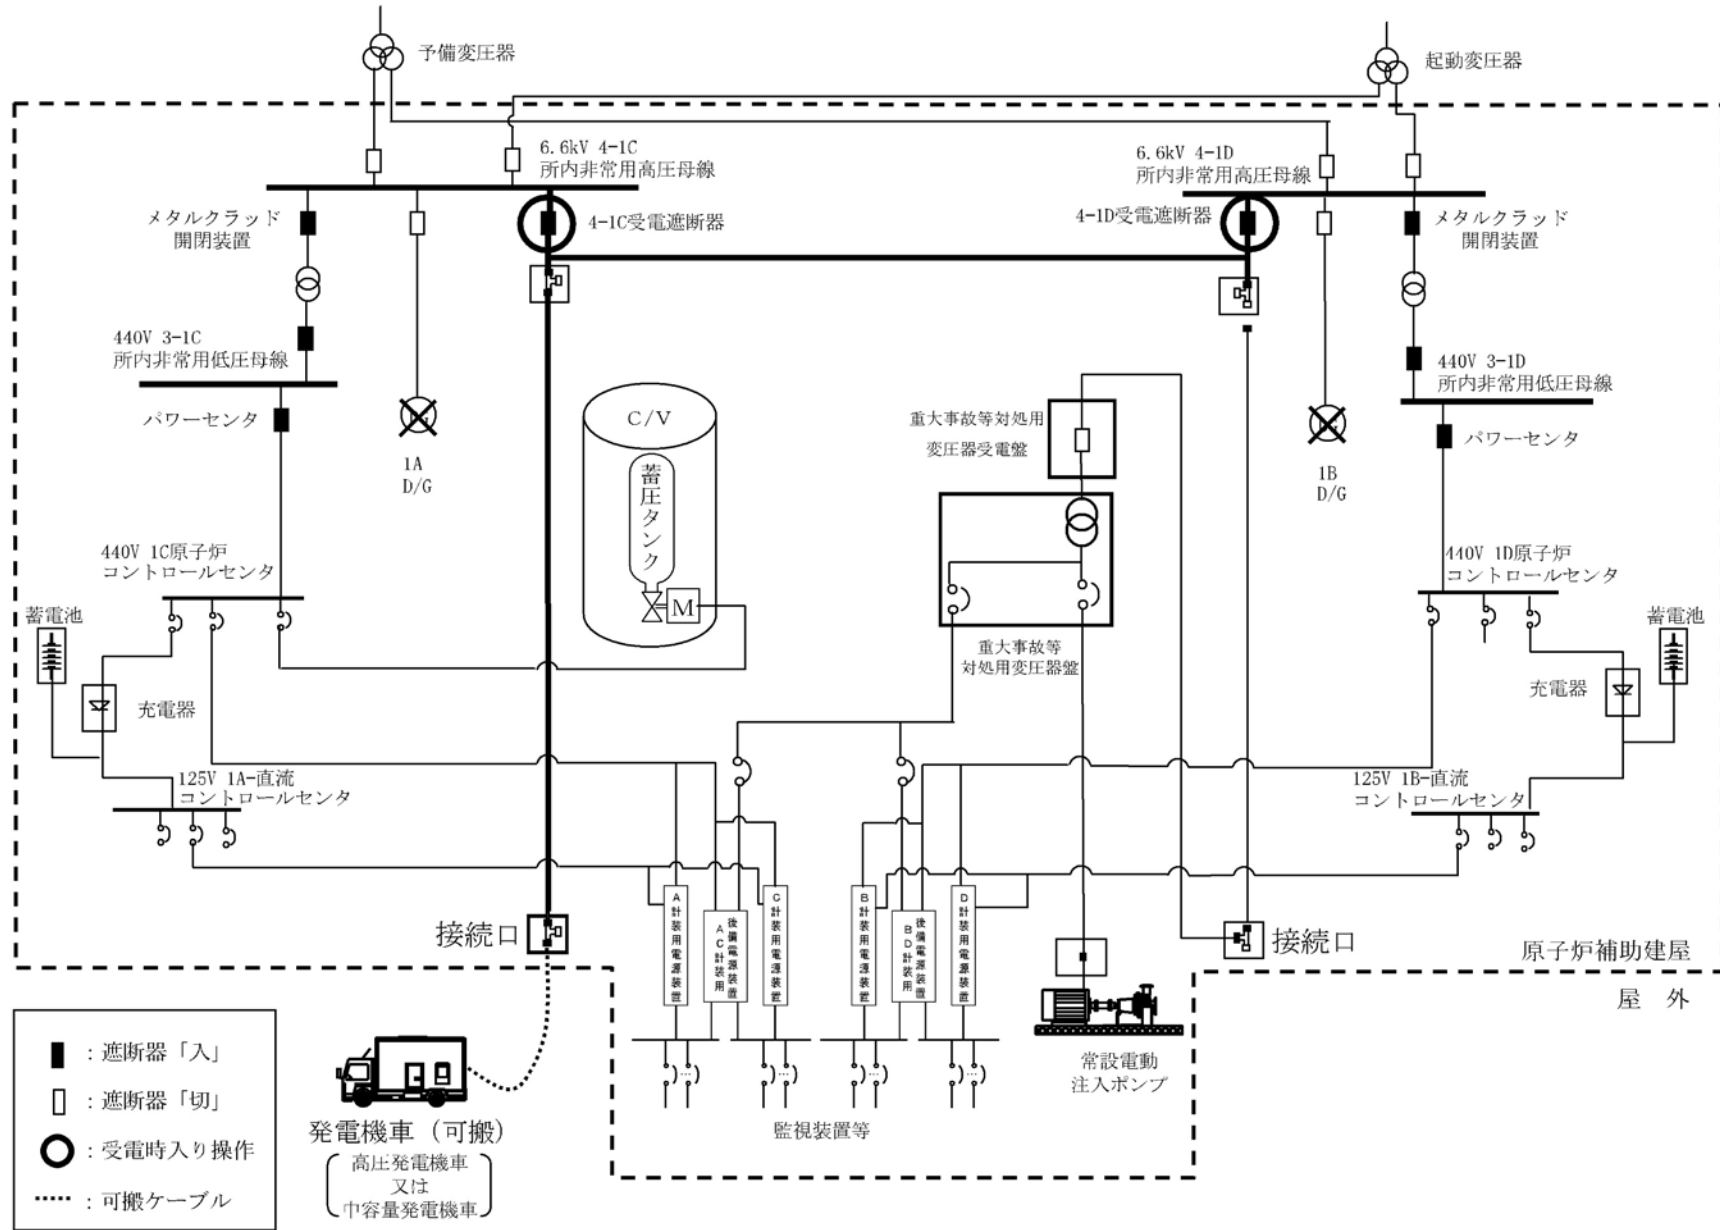 予備変圧器
起動変圧器
6.6kV 4-1C
所内非常用高圧母線
6.6kV 4-1D
所内非常用高圧母線
メタルクラッド
開閉装置
4-1C受電遮断器
4-1D受電遮断器
メタルクラッド
開閉装置
440V 3-1C
所内非常用低圧母線
440V 3-1D
所内非常用低圧母線
パワーセンタ
パワーセンタ
1A
D/G
1B
D/G
C/V
蓄圧タンク
M
重大事故等対処用
変圧器受電盤
重大事故等
対処用変圧器盤
440V 1C原子炉
コントロールセンタ
440V 1D原子炉
コントロールセンタ
蓄電池
充電器
充電器
蓄電池
125V 1A-直流
コントロールセンタ
125V 1B-直流
コントロールセンタ
A計装用電源装置
AC計装用
後備電源装置
C計装用電源装置
B計装用電源装置
BD計装用
後備電源装置
D計装用電源装置
接続口
接続口
原子炉補助建屋
屋 外
常設電動
注入ポンプ
監視装置等
発電機車（可搬）
高圧発電機車
又は
中容量発電機車
：遮断器「入」
：遮断器「切」
：受電時入り操作
：可搬ケーブル